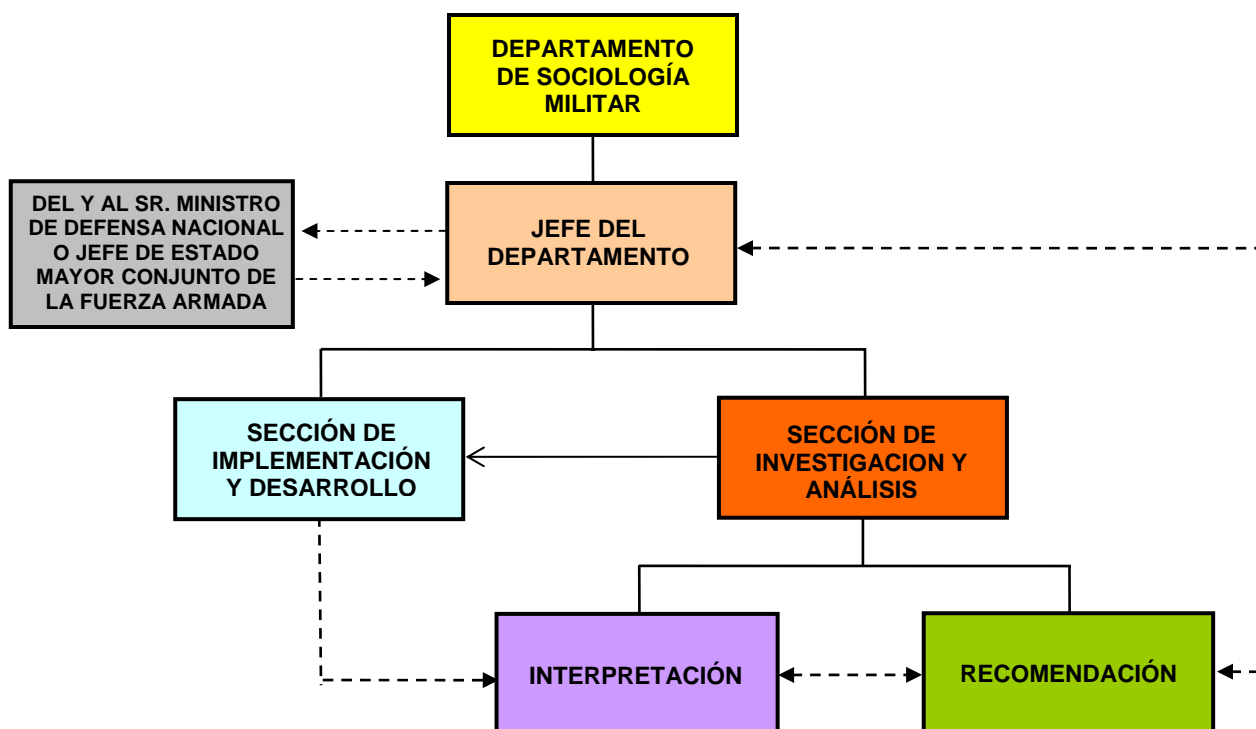 DEPARTAMENTO
DE SOCIOLOGÍA
MILITAR
DEL Y AL SR. MINISTRO
DE DEFENSA NACIONAL
O JEFE DE ESTADO
MAYOR CONJUNTO DE
LA FUERZA ARMADA
JEFE DEL
DEPARTAMENTO
SECCIÓN DE
IMPLEMENTACIÓN
Y DESARROLLO
SECCIÓN DE
INVESTIGACION Y
ANÁLISIS
INTERPRETACIÓN
RECOMENDACIÓN